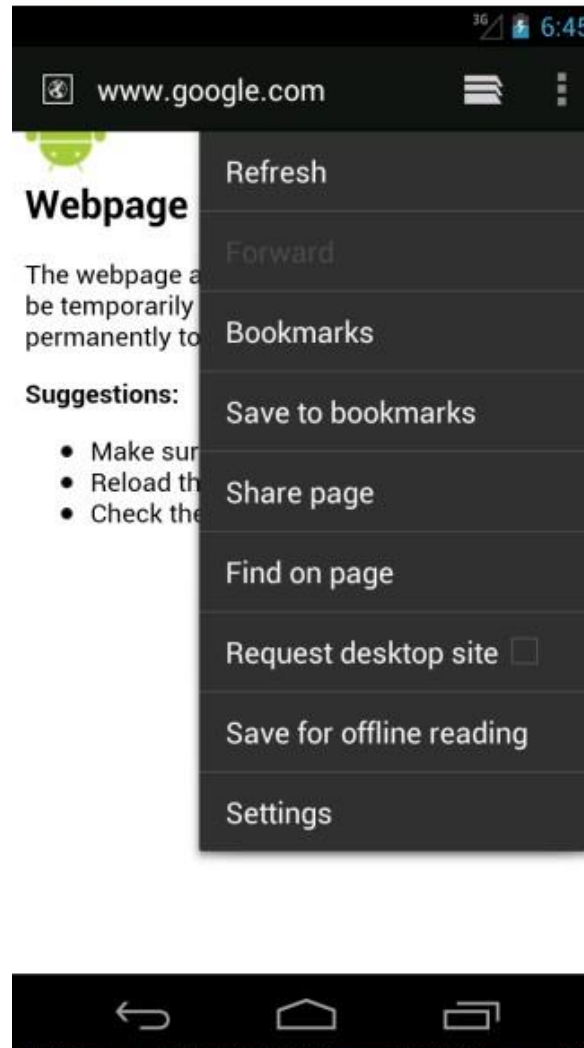 3G 6:45
www.google.com
Webpage
The webpage a
be temporarily
permanently to
Suggestions:
Make sur
Reload th
Check the
Refresh
Forward
Bookmarks
Save to bookmarks
Share page
Find on page
Request desktop site
Save for offline reading
Settings